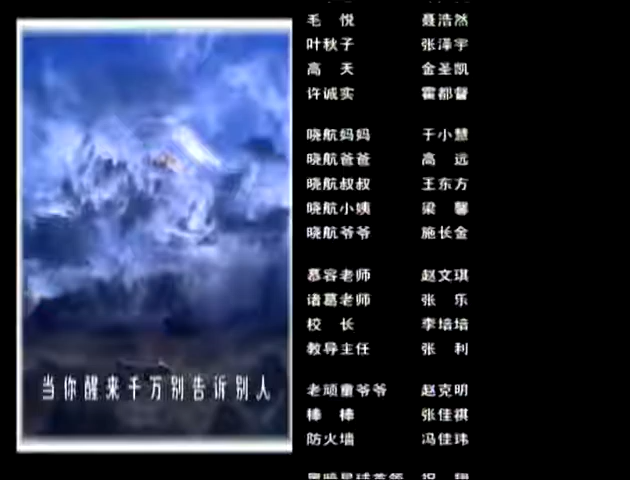 毛 悦 聂浩然
叶秋子 张泽宇
高 天 金圣凯
许诚实 霍都督
晓航妈妈 于小慧
晓航爸爸 高 远
晓航叔叔 王东方
晓航小姨 梁 馨
晓航爷爷 施长金
慕容老师 赵文琪
诸葛老师 张 乐
校 长 李培培
教导主任 张 利
老顽童爷爷 赵克明
棒 棒 张佳祺
防火墙 冯佳玮
当你醒来千万别告诉别人